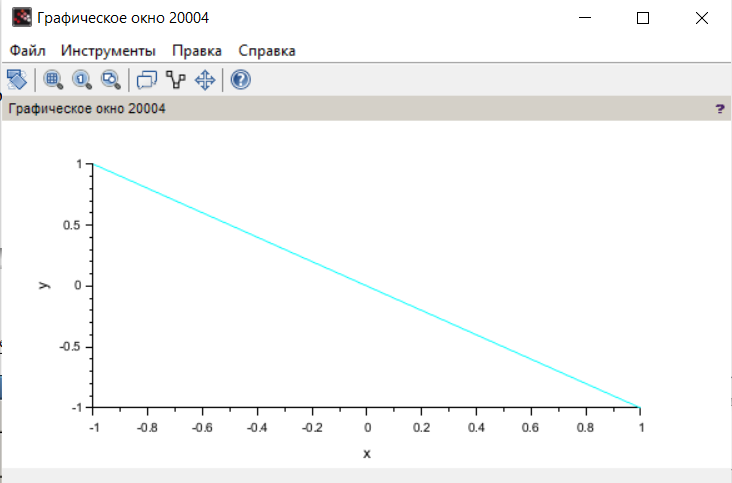 Графическое окно 20004
Файл Инструменты Правка Справка
Графическое окно 20004 ?
1
0.5
y 0
-0.5
-1
-1 -0.8 -0.6 -0.4 -0.2 0 0.2 0.4 0.6 0.8 1
x